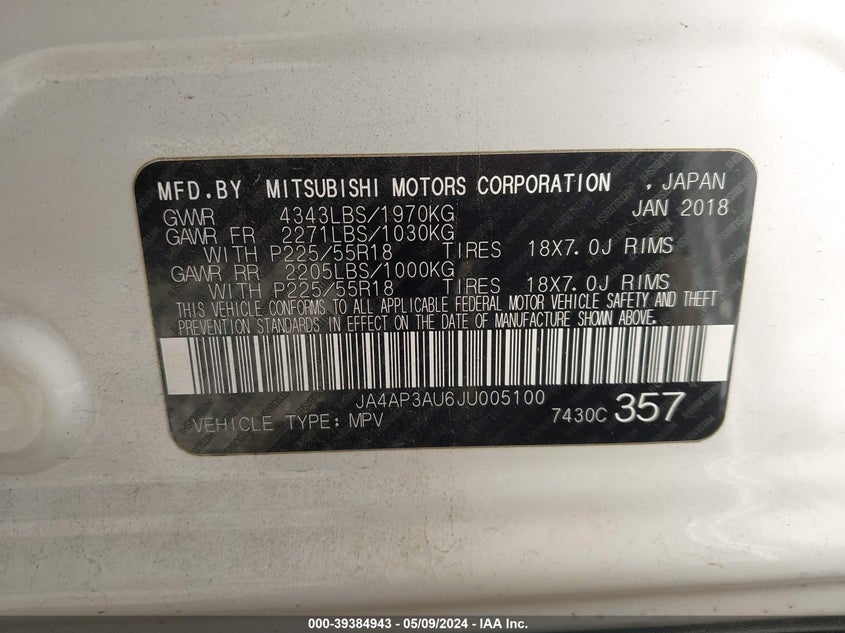 MFD.BY MITSUBISHI MOTORS CORPORATION , JAPAN
GWWR 4343LBS/1970KG JAN 2018
GAWR FR 2271LBS/1030KG
WITH P225/55R18 TIRES 18X7.0J RIMS
GAWR RR 2205LBS/1000KG
WITH P225/55R18 TIRES 18X7.0J RIMS
THIS VEHICLE CONFORMS TO ALL APPLICABLE FEDERAL MOTOR VEHICLE SAFETY AND THEFT
PREVENTION STANDARDS IN EFFECT ON THE DATE OF MANUFACTURE SHOWN ABOVE.
JA4AP3AU6JU005100
VEHICLE TYPE: MPV 7430C 357
000-39384943 - 05/09/2024 - IAA Inc.